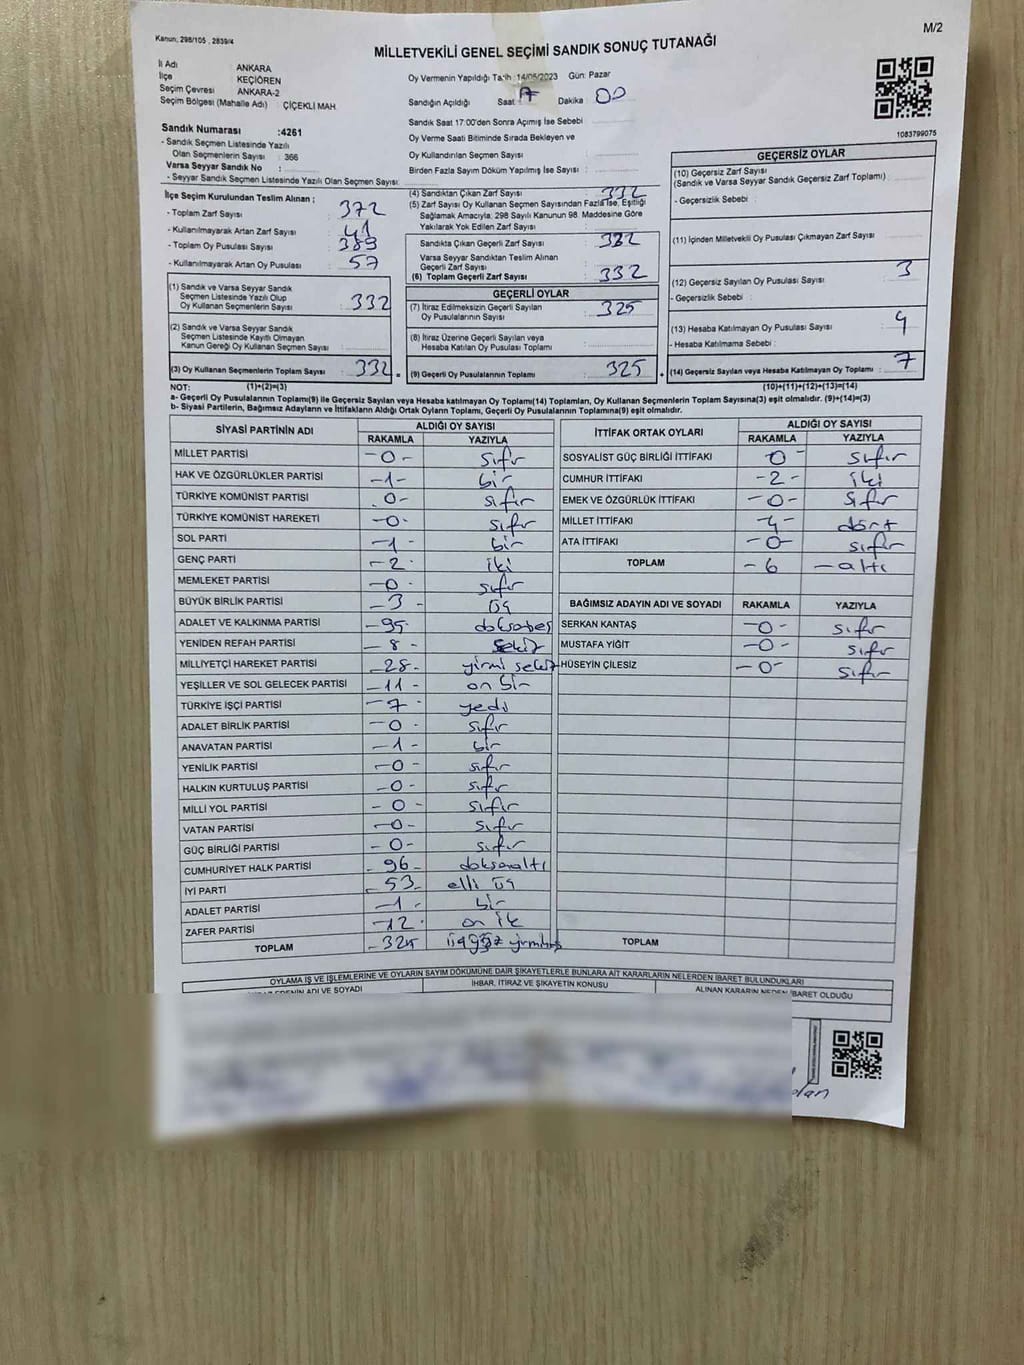 Kanun, 298/105 , 2839/4
M/2
MİLLETVEKİLİ GENEL SEÇİMİ SANDIK SONUÇ TUTANAĞI
İl Adı ANKARA
İlçe KEÇİÖREN
Seçim Çevresi ANKARA-2
Seçim Bölgesi (Mahalle Adı) ÇİÇEKLİ MAH.
Sandık Numarası :4261
- Sandık Seçmen Listesinde Yazılı
Olan Seçmenlerin Sayısı : 366
Varsa Seyyar Sandık No :
- Seyyar Sandık Seçmen Listesinde Yazılı Olan Seçmen Sayısı:
Oy Vermenin Yapıldığı Tarih :14/05/2023 Gün: Pazar
Sandığın Açıldığı Saat : 17 Dakika 00
Sandık Saat 17:00'den Sonra Açımış İse Sebebi
Oy Verme Saati Bitiminde Sırada Bekleyen ve
Oy Kullandırılan Seçmen Sayısı :
Birden Fazla Sayım Döküm Yapılmış İse Sayısı :
1083799075
İlçe Seçim Kurulundan Teslim Alınan ;
- Toplam Zarf Sayısı : 372
- Kullanılmayarak Artan Zarf Sayısı : 41
- Toplam Oy Pusulası Sayısı : 389
- Kullanılmayarak Artan Oy Pusulası : 57
(1) Sandık ve Varsa Seyyar Sandık
Seçmen Listesinde Yazılı Olup
Oy Kullanan Seçmenlerin Sayısı : 332
(2) Sandık ve Varsa Seyyar Sandık
Seçmen Listesinde Kayıtlı Olmayan
Kanun Gereği Oy Kullanan Seçmen Sayısı :
(3) Oy Kullanan Seçmenlerin Toplam Sayısı : 332
(4) Sandıktan Çıkan Zarf Sayısı : 332
(5) Zarf Sayısı Oy Kullanan Seçmen Sayısından Fazla İse, Eşitliği
Sağlamak Amacıyla, 298 Sayılı Kanunun 98. Maddesine Göre
Yakılarak Yok Edilen Zarf Sayısı :
Sandıkta Çıkan Geçerli Zarf Sayısı : 332
Varsa Seyyar Sandıktan Teslim Alınan
Geçerli Zarf Sayısı :
(6) Toplam Geçerli Zarf Sayısı : 332
GEÇERLİ OYLAR
(7) İtiraz Edilmeksizin Geçerli Sayılan
Oy Pusulalarının Sayısı : 325
(8) İtiraz Üzerine Geçerli Sayılan veya
Hesaba Katılan Oy Pusulası Toplamı :
(9) Geçerli Oy Pusulalarının Toplamı : 325
GEÇERSİZ OYLAR
(10) Geçersiz Zarf Sayısı
(Sandık ve Varsa Seyyar Sandık Geçersiz Zarf Toplamı) :
- Geçersizlik Sebebi :
(11) İçinden Milletvekili Oy Pusulası Çıkmayan Zarf Sayısı :
(12) Geçersiz Sayılan Oy Pusulası Sayısı : 3
- Geçersizlik Sebebi :
(13) Hesaba Katılmayan Oy Pusulası Sayısı : 4
- Hesaba Katılmama Sebebi :
(14) Geçersiz Sayılan veya Hesaba Katılmayan Oy Toplamı : 7
NOT: (1)+(2)=(3) (10)+(11)+(12)+(13)=(14)
a- Geçerli Oy Pusulalarının Toplamı(9) ile Geçersiz Sayılan veya Hesaba Katılmayan Oy Toplamı(14) Toplamları, Oy Kullanan Seçmenlerin Toplam Sayısına(3) eşit olmalıdır. (9)+(14)=(3)
b- Siyasi Partilerin, Bağımsız Adayların ve İttifakların Aldığı Ortak Oyların Toplamı, Geçerli Oy Pusulalarının Toplamına(9) eşit olmalıdır.
SİYASİ PARTİNİN ADI ALDIĞI OY SAYISI
RAKAMLA YAZIYLA
MİLLET PARTİSİ -0- sıfır
HAK VE ÖZGÜRLÜKLER PARTİSİ -1- bir
TÜRKİYE KOMÜNİST PARTİSİ 0- sıfır
TÜRKİYE KOMÜNİST HAREKETİ -0- sıfır
SOL PARTİ -1- bir
GENÇ PARTİ -2- iki
MEMLEKET PARTİSİ -0- sıfır
BÜYÜK BİRLİK PARTİSİ -3- üç
ADALET VE KALKINMA PARTİSİ -95- doksabeş
YENİDEN REFAH PARTİSİ -8- sekiz
MİLLİYETÇİ HAREKET PARTİSİ -28- yirmi sekiz
YEŞİLLER VE SOL GELECEK PARTİSİ -11- on bir
TÜRKİYE İŞÇİ PARTİSİ -7- yedi
ADALET BİRLİK PARTİSİ -0- sıfır
ANAVATAN PARTİSİ -1- bir
YENİLİK PARTİSİ -0- sıfır
HALKIN KURTULUŞ PARTİSİ -0- sıfır
MİLLİ YOL PARTİSİ -0- sıfır
VATAN PARTİSİ -0- sıfır
GÜÇ BİRLİĞİ PARTİSİ -0- sıfır
CUMHURİYET HALK PARTİSİ -96- doksanaltı
İYİ PARTİ -53- elli üç
ADALET PARTİSİ -1- bir
ZAFER PARTİSİ -12- on ik
TOPLAM -325
İTTİFAK ORTAK OYLARI ALDIĞI OY SAYISI
RAKAMLA YAZIYLA
SOSYALİST GÜÇ BİRLİĞİ İTTİFAKI 0- sıfır
CUMHUR İTTİFAKI -2- iki
EMEK VE ÖZGÜRLÜK İTTİFAKI -0- sıfır
MİLLET İTTİFAKI -4- dört
ATA İTTİFAKI -0- sıfır
TOPLAM -6 -altı
BAĞIMSIZ ADAYIN ADI VE SOYADI RAKAMLA YAZIYLA
SERKAN KANTAŞ -0- sıfır
MUSTAFA YİĞİT -0- sıfır
HÜSEYİN ÇİLESİZ -0- sıfır
TOPLAM
OYLAMA İŞ VE İŞLEMLERİNE VE OYLARIN SAYIM DÖKÜMÜNE DAİR ŞİKAYETLERLE BUNLARA AİT KARARLARIN NELERDEN İBARET BULUNDUKLARI
ADI VE SOYADI İHBAR, İTİRAZ VE ŞİKAYETİN KONUSU ALINAN KARARIN NEDEN İBARET OLDUĞU